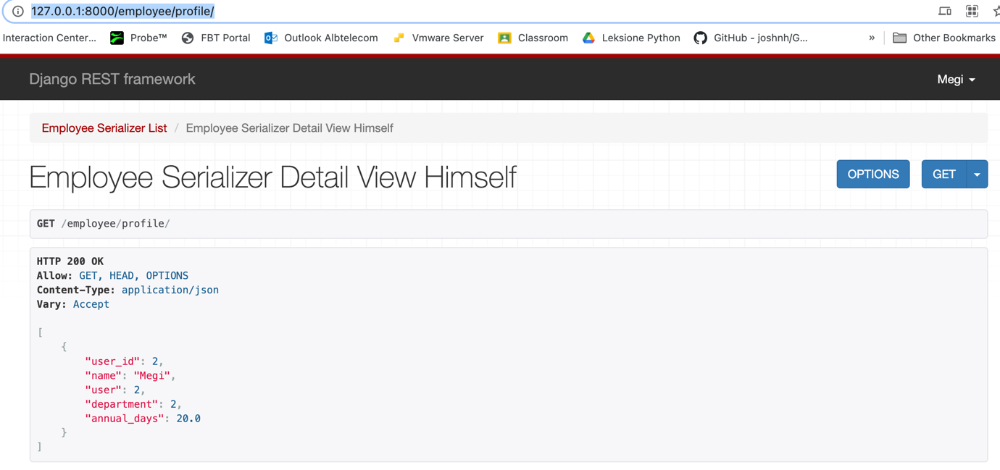 127.0.0.1:8000/employee/profile/
Interaction Center... Probe™ FBT Portal Outlook Albtelecom Vmware Server Classroom Leksione Python GitHub - joshnh/G... » Other Bookmarks
Django REST framework Megi
Employee Serializer List / Employee Serializer Detail View Himself
Employee Serializer Detail View Himself OPTIONS GET
GET /employee/profile/
HTTP 200 OK
Allow: GET, HEAD, OPTIONS
Content-Type: application/json
Vary: Accept
[
{
"user_id": 2,
"name": "Megi",
"user": 2,
"department": 2,
"annual_days": 20.0
}
]